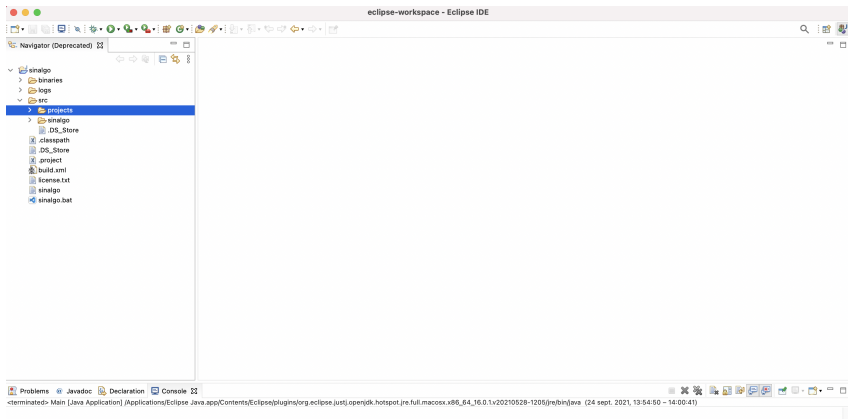 eclipse-workspace - Eclipse IDE
Navigator (Deprecated)
sinalgo
binaries
logs
src
projects
sinalgo
.DS_Store
.classpath
.DS_Store
.project
build.xml
license.txt
sinalgo
sinalgo.bat
Problems @ Javadoc Declaration Console
<terminated> Main [Java Application] /Applications/Eclipse Java.app/Contents/Eclipse/plugins/org.eclipse.justj.openjdk.hotspot.jre.full.macosx.x86_64_16.0.1.v20210528-1205/jre/bin/java (24 sept. 2021, 13:54:50 – 14:00:41)